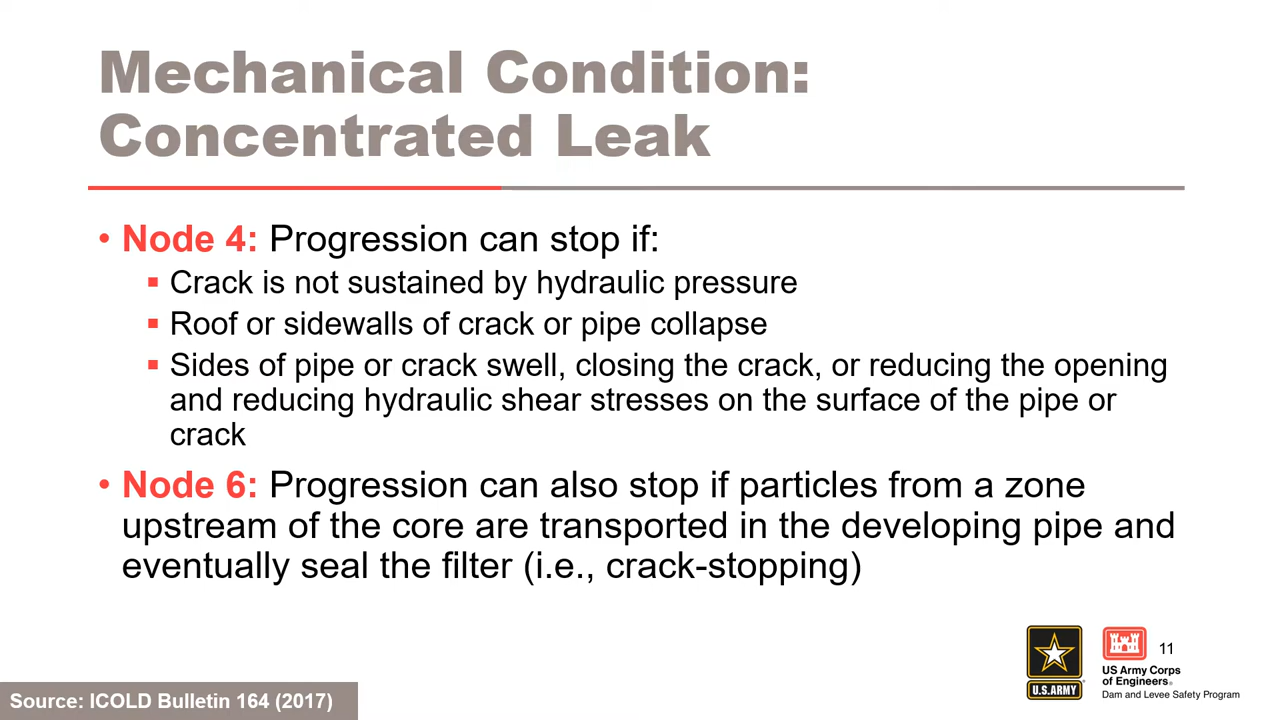 Mechanical Condition:
Concentrated Leak
• Node 4: Progression can stop if:
▪ Crack is not sustained by hydraulic pressure
▪ Roof or sidewalls of crack or pipe collapse
▪ Sides of pipe or crack swell, closing the crack, or reducing the opening
and reducing hydraulic shear stresses on the surface of the pipe or
crack
• Node 6: Progression can also stop if particles from a zone
upstream of the core are transported in the developing pipe and
eventually seal the filter (i.e., crack-stopping)
U.S. ARMY
US Army Corps
of Engineers®
Dam and Levee Safety Program
11
Source: ICOLD Bulletin 164 (2017)